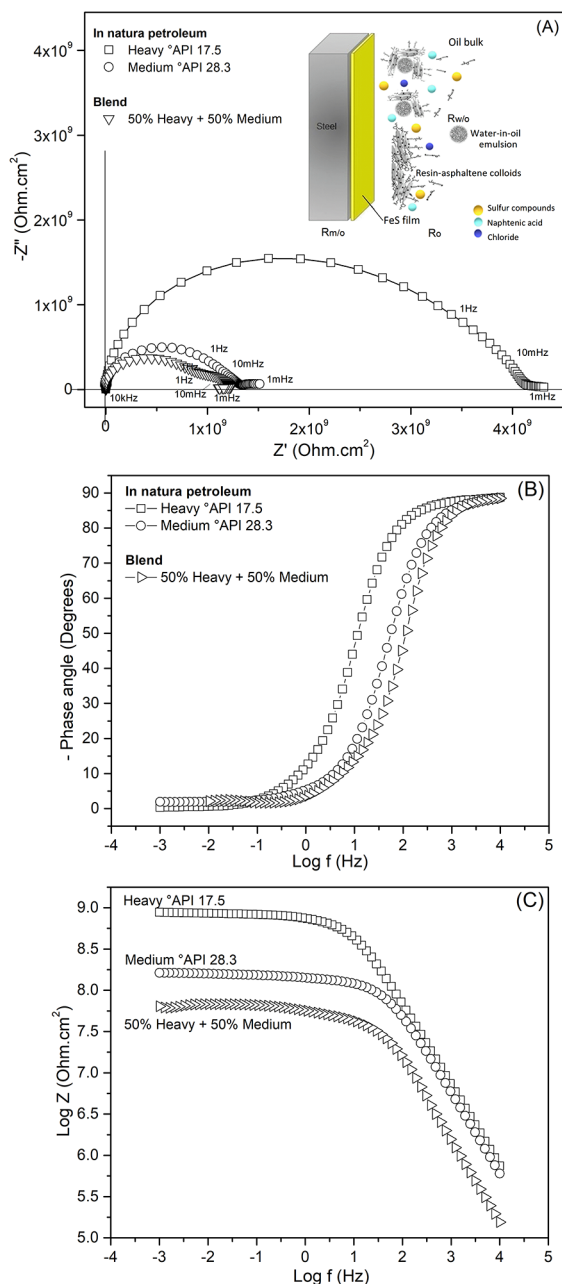 (A)
In natura petroleum
Heavy °API 17.5
Medium °API 28.3
Blend
50% Heavy + 50% Medium
4x10⁹
3x10⁹
2x10⁹
1x10⁹
0
-Z" (Ohm.cm²)
Steel
Oil bulk
Rw/o
Water-in-oil
emulsion
Resin-asphaltene colloids
FeS film
Rm/o
Ro
Sulfur compounds
Naphtenic acid
Chloride
1Hz
10mHz
1mHz
1Hz
10mHz
1mHz
1Hz
10mHz
1mHz
10kHz
0
1x10⁹
2x10⁹
3x10⁹
4x10⁹
Z' (Ohm.cm²)
(B)
In natura petroleum
Heavy °API 17.5
Medium °API 28.3
Blend
50% Heavy + 50% Medium
90
80
70
60
50
40
30
20
10
0
- Phase angle (Degrees)
-4 -3 -2 -1 0 1 2 3 4 5
Log f (Hz)
(C)
Heavy °API 17.5
Medium °API 28.3
50% Heavy + 50% Medium
9.0
8.5
8.0
7.5
7.0
6.5
6.0
5.5
5.0
Log Z (Ohm.cm²)
-4 -3 -2 -1 0 1 2 3 4 5
Log f (Hz)